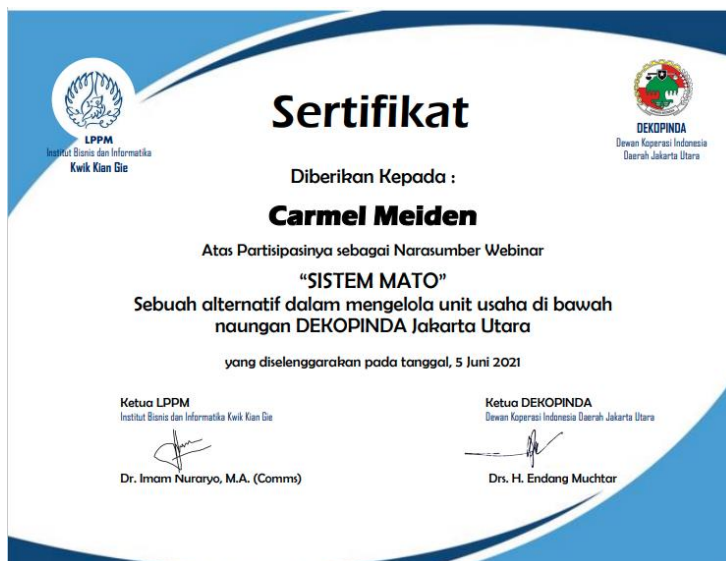 LPPM
Institut Bisnis dan Informatika
Kwik Kian Gie
DEKOPINDA
Dewan Koperasi Indonesia
Daerah Jakarta Utara
Sertifikat
Diberikan Kepada :
Carmel Meiden
Atas Partisipasinya sebagai Narasumber Webinar
“SISTEM MATO”
Sebuah alternatif dalam mengelola unit usaha di bawah
naungan DEKOPINDA Jakarta Utara
yang diselenggarakan pada tanggal, 5 Juni 2021
Ketua LPPM
Institut Bisnis dan Informatika Kwik Kian Gie
Dr. Imam Nuraryo, M.A. (Comms)
Ketua DEKOPINDA
Dewan Koperasi Indonesia Daerah Jakarta Utara
Drs. H. Endang Muchtar